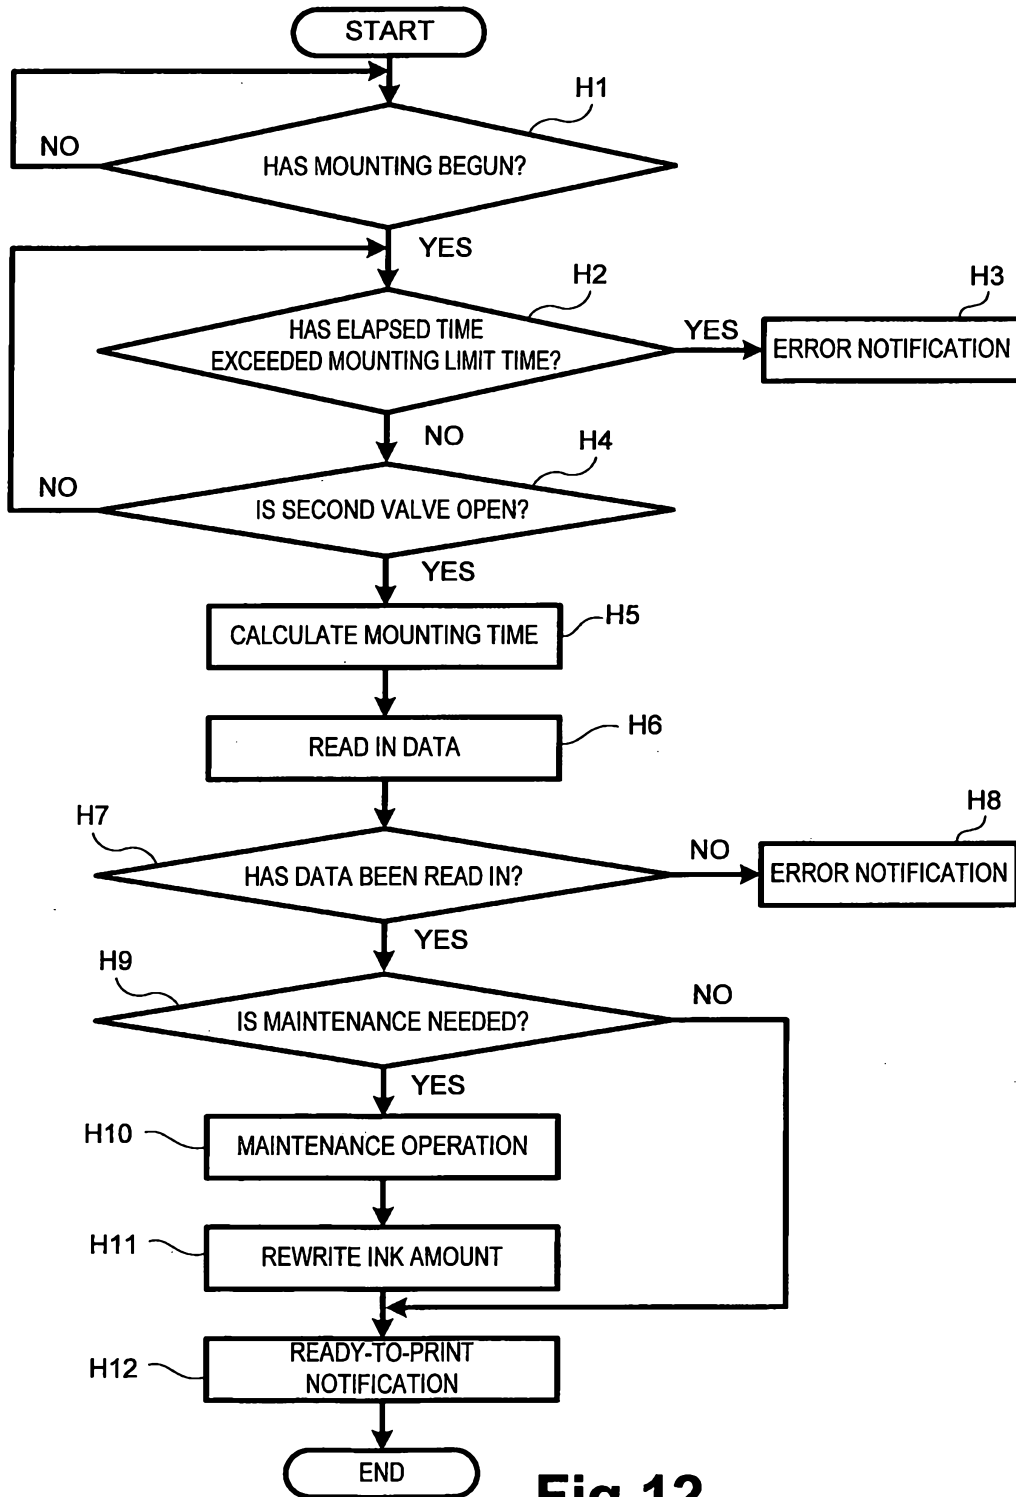 START
H1
NO
HAS MOUNTING BEGUN?
YES
H2
H3
HAS ELAPSED TIME
EXCEEDED MOUNTING LIMIT TIME?
YES
ERROR NOTIFICATION
NO
H4
NO
IS SECOND VALVE OPEN?
YES
CALCULATE MOUNTING TIME
H5
READ IN DATA
H6
H7
H8
HAS DATA BEEN READ IN?
NO
ERROR NOTIFICATION
YES
H9
NO
IS MAINTENANCE NEEDED?
YES
H10
MAINTENANCE OPERATION
H11
REWRITE INK AMOUNT
H12
READY-TO-PRINT
NOTIFICATION
END
Fig.12